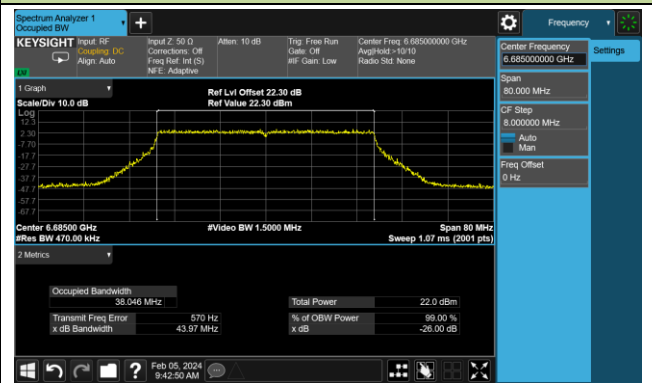 Spectrum Analyzer 1
Occupied BW
Frequency
KEYSIGHT Input: RF Input Z: 50 Ω Atten: 10 dB Trig: Free Run Center Freq: 6.685000000 GHz
Coupling: DC Corrections: Off Gate: Off Avg|Hold:>10/10
Align: Auto Freq Ref: Int (S) #IF Gain: Low Radio Std: None
NFE: Adaptive
Center Frequency
6.685000000 GHz
Settings
Span
80.000 MHz
CF Step
8.000000 MHz
Auto
Man
Freq Offset
0 Hz
1 Graph
Ref Lvl Offset 22.30 dB
Scale/Div 10.0 dB Ref Value 22.30 dBm
Log
12.3
2.30
-7.70
-17.7
-27.7
-37.7
-47.7
-57.7
-67.7
Center 6.68500 GHz #Video BW 1.5000 MHz Span 80 MHz
#Res BW 470.00 kHz Sweep 1.07 ms (2001 pts)
2 Metrics
Occupied Bandwidth
38.046 MHz Total Power 22.0 dBm
Transmit Freq Error 570 Hz % of OBW Power 99.00 %
x dB Bandwidth 43.97 MHz x dB -26.00 dB
Feb 05, 2024
9:42:50 AM